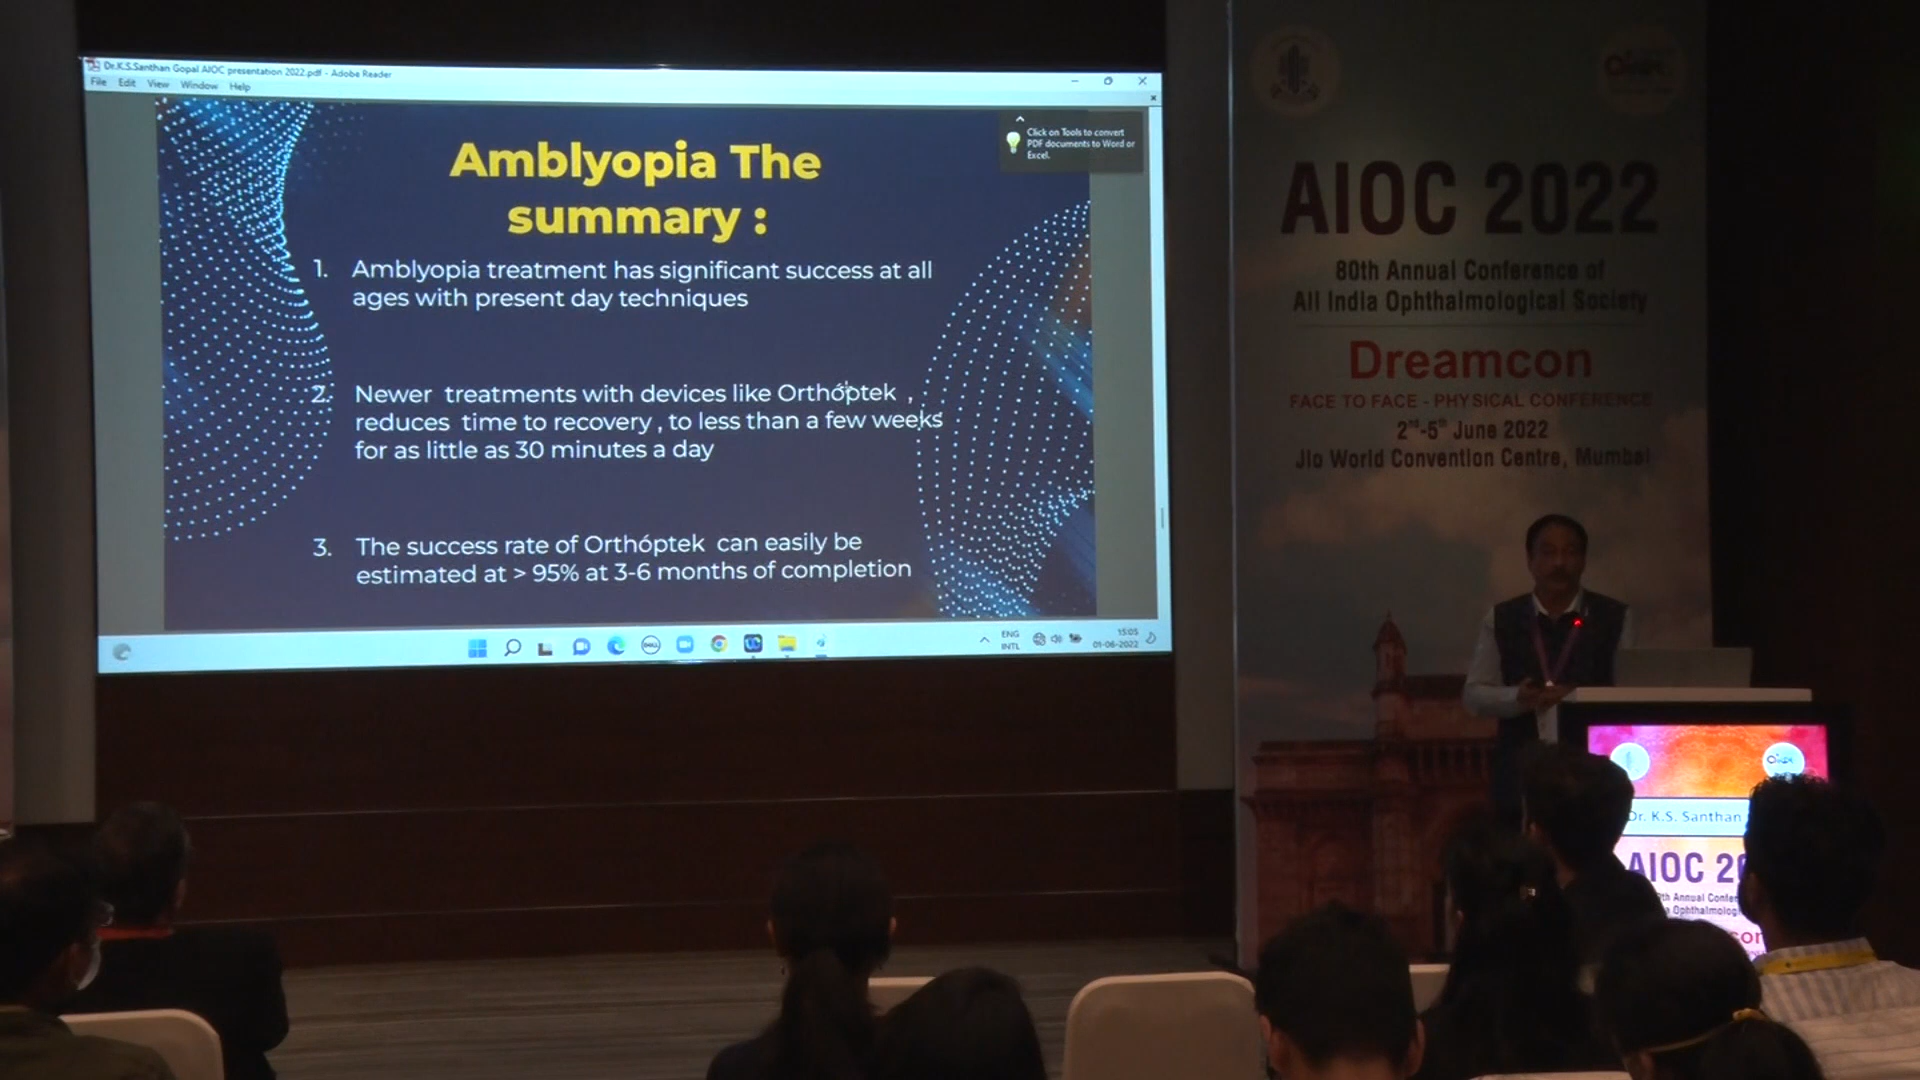 Dr.K.S.Santhan Gopal AIOC presentation 2022.pdf - Adobe Reader
File Edit View Window Help
Click on Tools to convert
PDF documents to Word or
Excel.
Amblyopia The
summary :
1. Amblyopia treatment has significant success at all
ages with present day techniques
2. Newer treatments with devices like Orthóptek ,
reduces time to recovery , to less than a few weeks
for as little as 30 minutes a day
3. The success rate of Orthóptek can easily be
estimated at > 95% at 3-6 months of completion
DELL
ENG
INTL
15:05
01-06-2022
AIOC 2022
80th Annual Conference of
All India Ophthalmological Society
Dreamcon
FACE TO FACE - PHYSICAL CONFERENCE
2nd-5th June 2022
Jio World Convention Centre, Mumbai
Dr. K.S. Santhan
AIOC 2